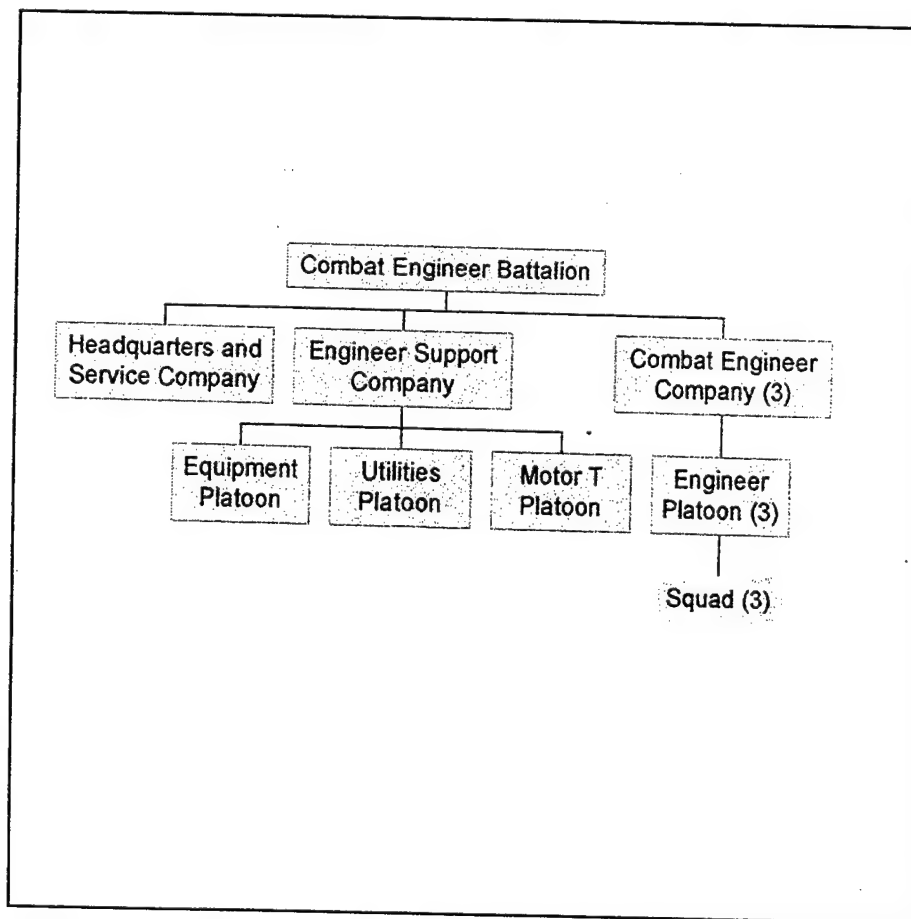 Combat Engineer Battalion
Headquarters and
Service Company
Engineer Support
Company
Combat Engineer
Company (3)
Equipment
Platoon
Utilities
Platoon
Motor T
Platoon
Engineer
Platoon (3)
Squad (3)